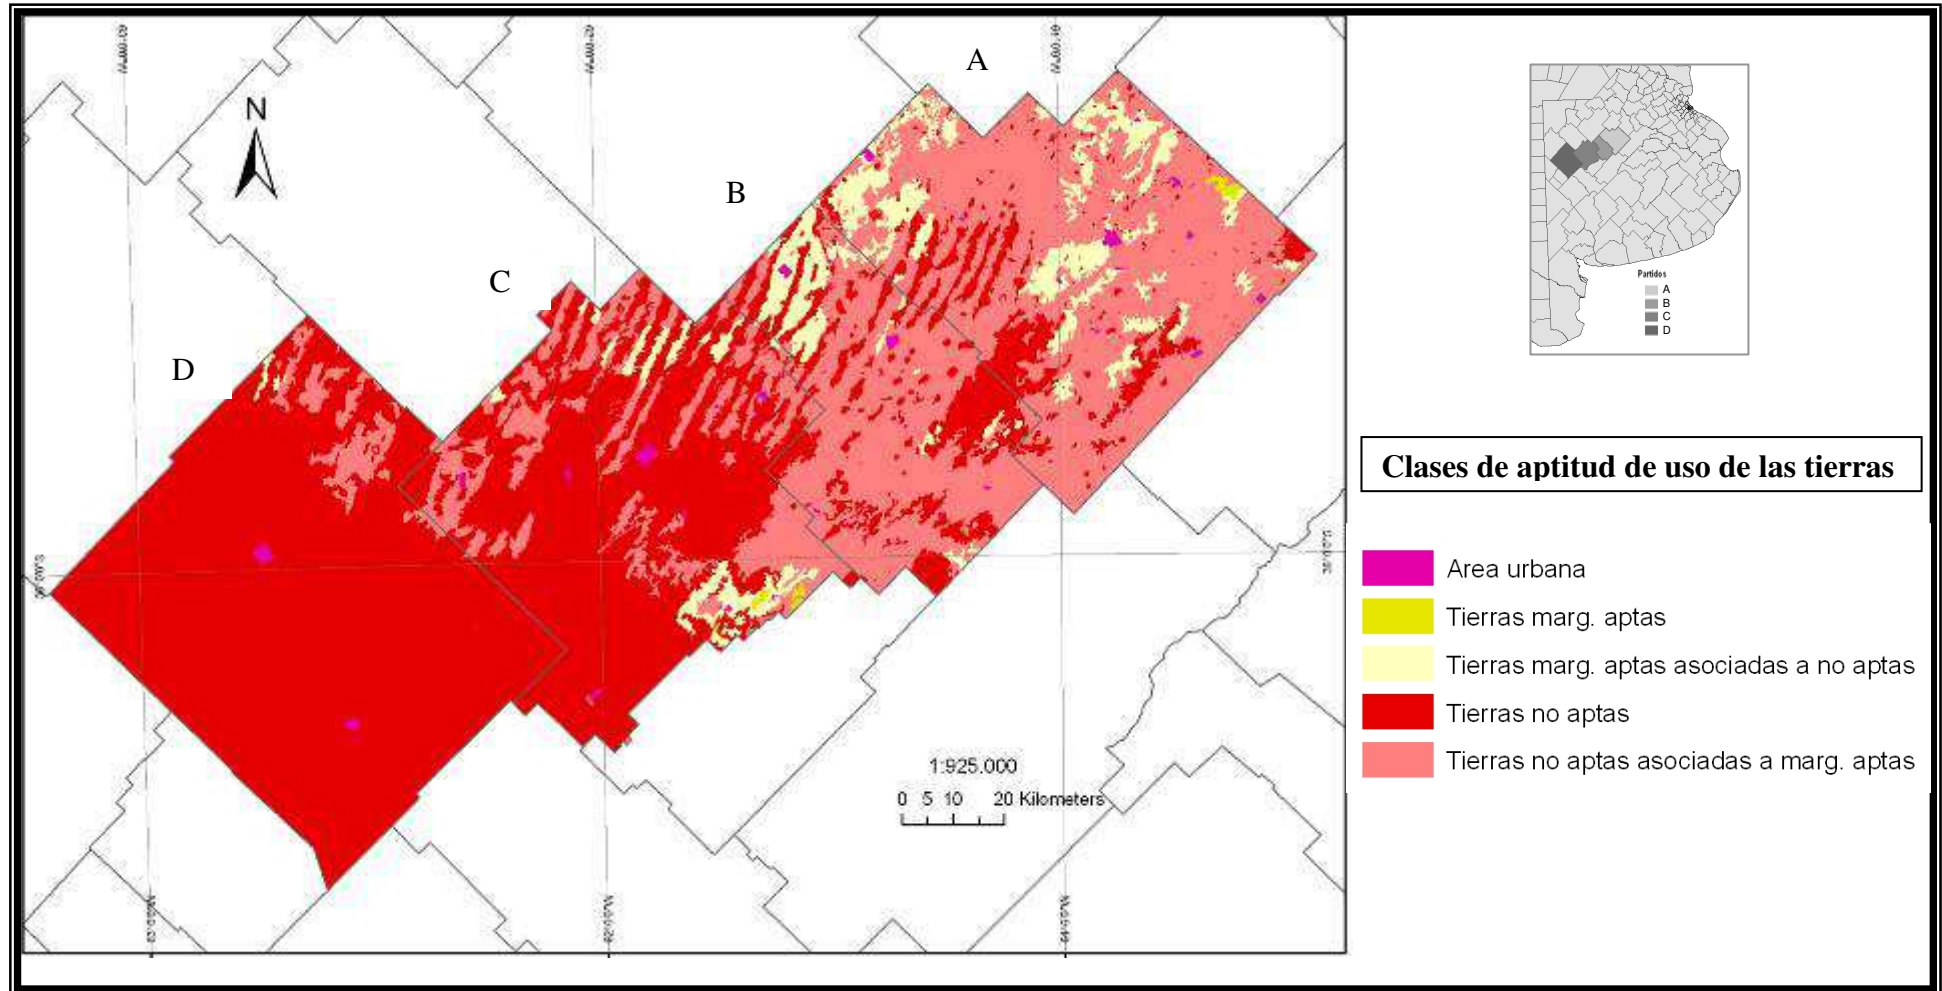 A
N
B
C
D
1:925.000
0 5 10 20 Kilometers
Partidos
A
B
C
D
Clases de aptitud de uso de las tierras
Area urbana
Tierras marg. aptas
Tierras marg. aptas asociadas a no aptas
Tierras no aptas
Tierras no aptas asociadas a marg. aptas